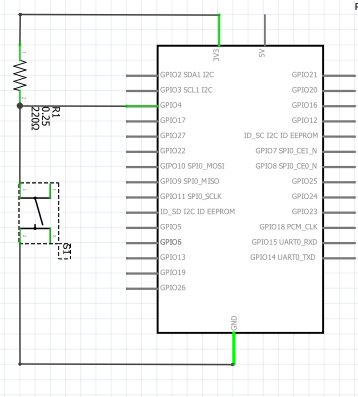 3V3
5V
GPIO2 SDA1 I2C
GPIO3 SCL1 I2C
GPIO4
GPIO17
GPIO27
GPIO22
GPIO10 SPI0_MOSI
GPIO9 SPI0_MISO
GPIO11 SPI0_SCLK
ID_SD I2C ID EEPROM
GPIO5
GPIO6
GPIO13
GPIO19
GPIO26
GPIO21
GPIO20
GPIO16
GPIO12
ID_SC I2C ID EEPROM
GPIO7 SPI0_CE1_N
GPIO8 SPI0_CE0_N
GPIO25
GPIO24
GPIO23
GPIO18 PCM_CLK
GPIO15 UART0_RXD
GPIO14 UART0_TXD
GND
R1
0.25
220Ω
S1